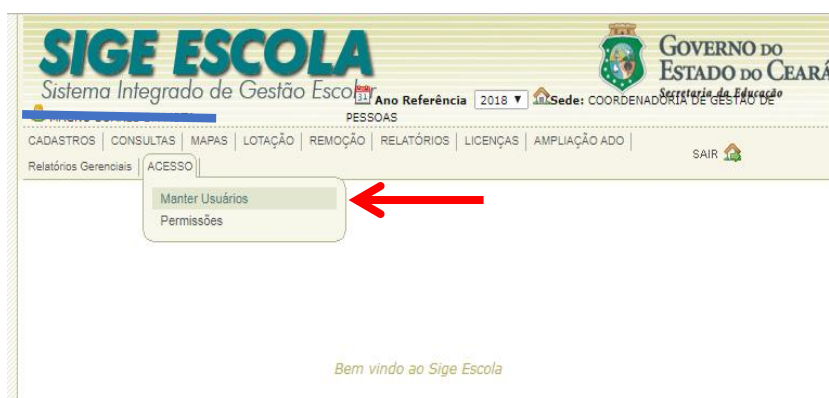 SIGE ESCOLA
Sistema Integrado de Gestão Escolar
GOVERNO DO
ESTADO DO CEARÁ
Secretaria da Educação
31 Ano Referência 2018 Sede: COORDENADORIA DE GESTÃO DE
PESSOAS
CADASTROS | CONSULTAS | MAPAS | LOTAÇÃO | REMOÇÃO | RELATÓRIOS | LICENÇAS | AMPLIAÇÃO ADO |
SAIR
Relatórios Gerenciais | ACESSO |
Manter Usuários
Permissões
Bem vindo ao Sige Escola